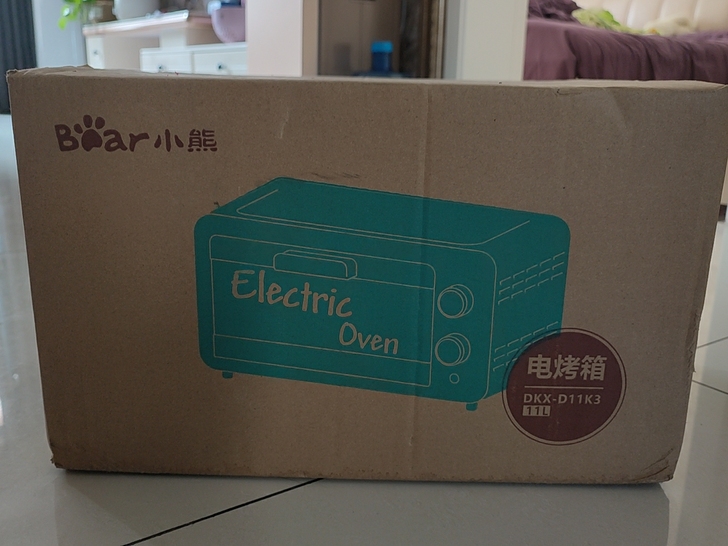 Bear小熊
Electric
Oven
电烤箱
DKX-D11K3
11L